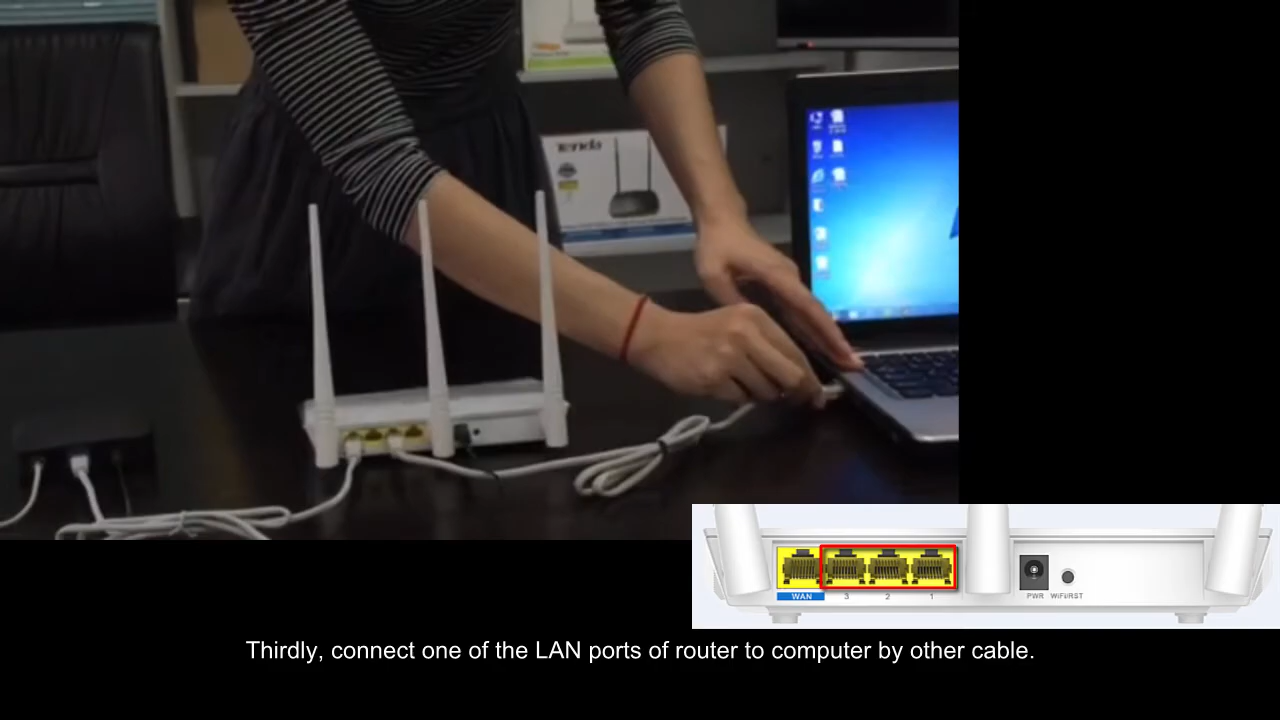 Tenda
WAN 3 2 1 PWR WiFi/RST
Thirdly, connect one of the LAN ports of router to computer by other cable.